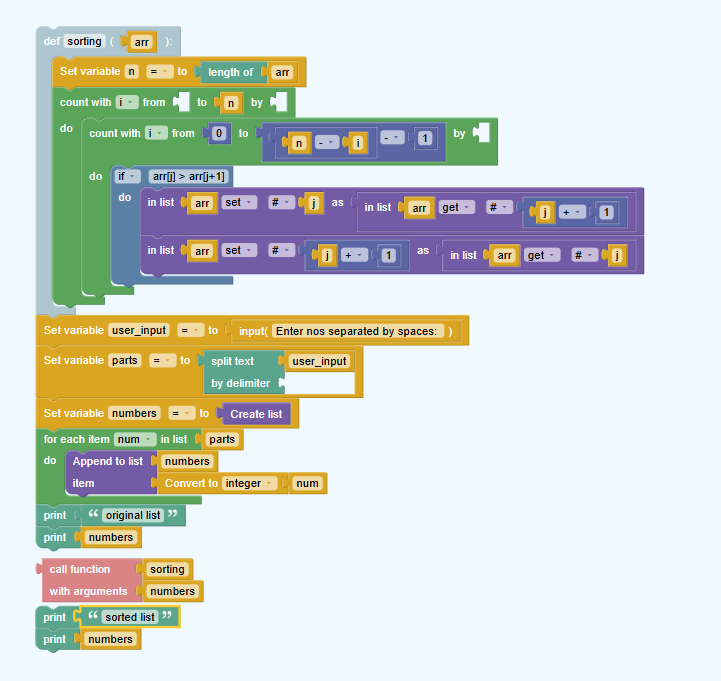 def sorting ( arr ):
Set variable n = to length of arr
count with i from to n by
do count with i from 0 to n - i - 1 by
do if arr[j] > arr[j+1]
do in list arr set # j as in list arr get # j + 1
in list arr set # j + 1 as in list arr get # j
Set variable user_input = to input( Enter nos separated by spaces: )
Set variable parts = to split text user_input
by delimiter
Set variable numbers = to Create list
for each item num in list parts
do Append to list numbers
item Convert to integer num
print “ original list ”
print numbers
call function sorting
with arguments numbers
print “ sorted list ”
print numbers